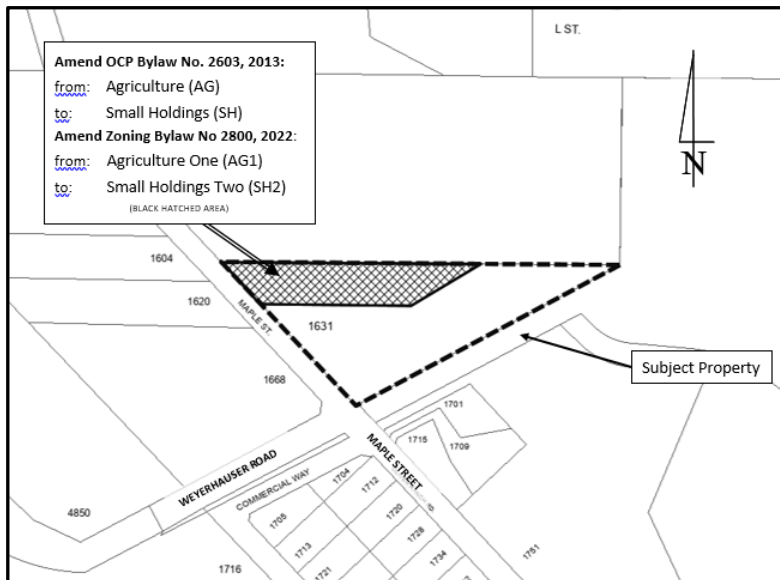 L ST.
Amend OCP Bylaw No. 2603, 2013:
from: Agriculture (AG)
to: Small Holdings (SH)
Amend Zoning Bylaw No 2800, 2022:
from: Agriculture One (AG1)
to: Small Holdings Two (SH2)
(BLACK HATCHED AREA)
N
1604
1620
MAPLE ST.
1631
1668
Subject Property
1701
1715
1709
MAPLE STREET
WEYERHAUSER ROAD
COMMERCIAL WAY
4850
1704
1712
1705
1720
1713
1728
1721
1734
1716
1751